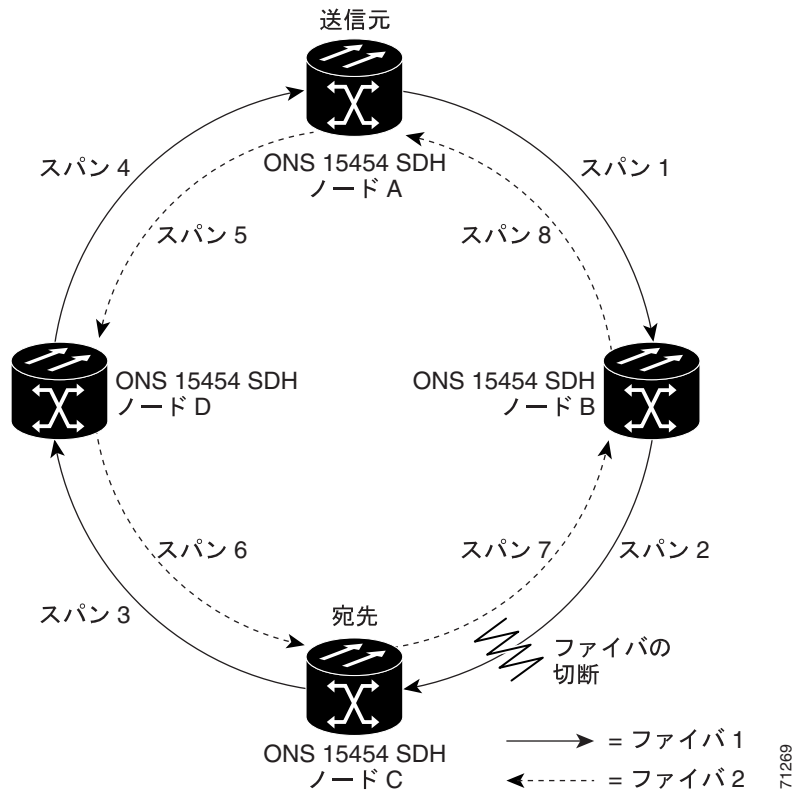 送信元
ONS 15454 SDH
ノード A
スパン 4
スパン 1
スパン 5
スパン 8
ONS 15454 SDH
ノード D
ONS 15454 SDH
ノード B
スパン 6
スパン 7
スパン 2
スパン 3
宛先
ファイバの
切断
ONS 15454 SDH
ノード C
= ファイバ 1
= ファイバ 2
71269